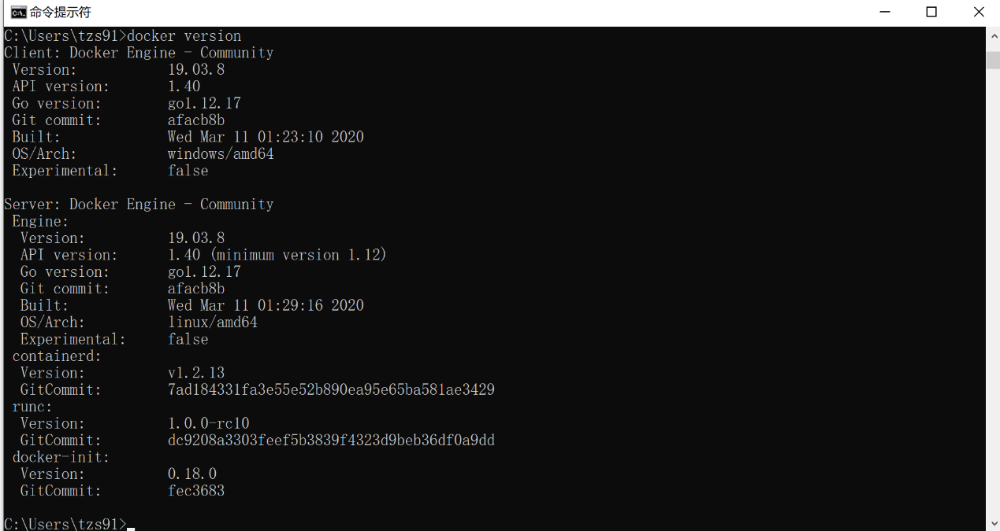 命令提示符
C:\Users\tzs91>docker version
Client: Docker Engine - Community
 Version:           19.03.8
 API version:       1.40
 Go version:        go1.12.17
 Git commit:        afacb8b
 Built:             Wed Mar 11 01:23:10 2020
 OS/Arch:           windows/amd64
 Experimental:      false

Server: Docker Engine - Community
 Engine:
  Version:          19.03.8
  API version:      1.40 (minimum version 1.12)
  Go version:       go1.12.17
  Git commit:       afacb8b
  Built:            Wed Mar 11 01:29:16 2020
  OS/Arch:          linux/amd64
  Experimental:     false
 containerd:
  Version:          v1.2.13
  GitCommit:        7ad184331fa3e55e52b890ea95e65ba581ae3429
 runc:
  Version:          1.0.0-rc10
  GitCommit:        dc9208a3303feef5b3839f4323d9beb36df0a9dd
 docker-init:
  Version:          0.18.0
  GitCommit:        fec3683

C:\Users\tzs91>